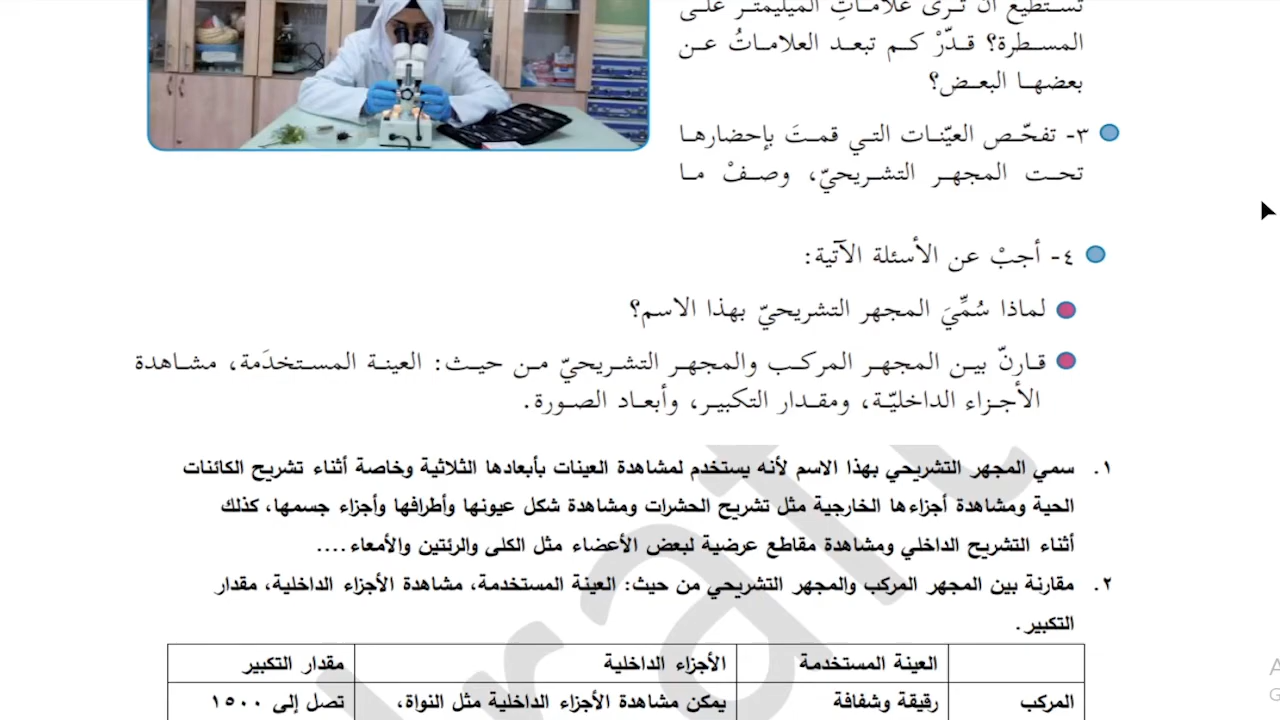 تستطيع أن ترى علاماتِ الميليمتر على
المسطرة؟ قدّرْ كم تبعد العلاماتُ عن
بعضها البعض؟
٣- تفحّص العيّنات التي قمتَ بإحضارها
تحت المجهر التشريحيّ، وصفْ ما
٤- أجبْ عن الأسئلة الآتية:
لماذا سُمِّيَ المجهر التشريحيّ بهذا الاسم؟
قارنّ بين المجهر المركب والمجهر التشريحيّ من حيث: العينة المستخدَمة، مشاهدة
الأجزاء الداخليّة، ومقدار التكبير، وأبعاد الصورة.
١. سمي المجهر التشريحي بهذا الاسم لأنه يستخدم لمشاهدة العينات بأبعادها الثلاثية وخاصة أثناء تشريح الكائنات
الحية ومشاهدة أجزاءها الخارجية مثل تشريح الحشرات ومشاهدة شكل عيونها وأطرافها وأجزاء جسمها، كذلك
أثناء التشريح الداخلي ومشاهدة مقاطع عرضية لبعض الأعضاء مثل الكلى والرئتين والأمعاء....
٢. مقارنة بين المجهر المركب والمجهر التشريحي من حيث: العينة المستخدمة، مشاهدة الأجزاء الداخلية، مقدار
التكبير.
العينة المستخدمة الأجزاء الداخلية مقدار التكبير
المركب رقيقة وشفافة يمكن مشاهدة الأجزاء الداخلية مثل النواة، تصل إلى ١٥٠٠